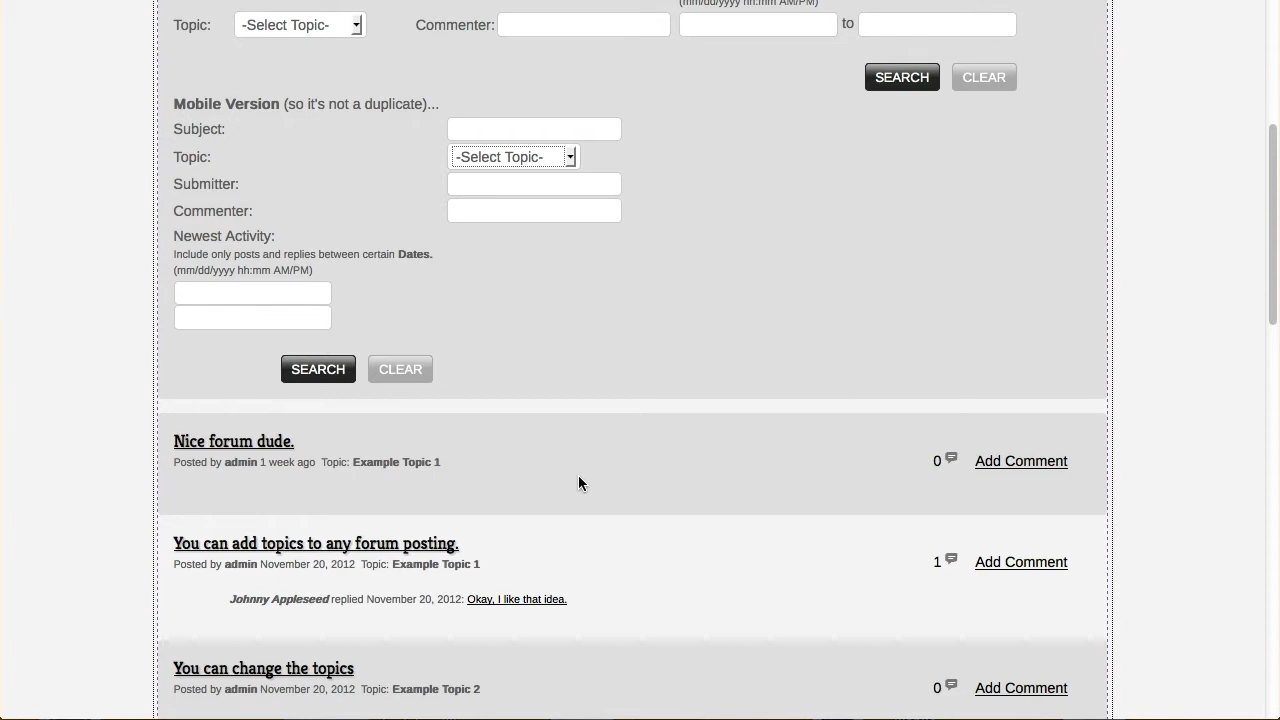 (mm/dd/yyyy hh:mm AM/PM)
Topic: -Select Topic- Commenter: to
SEARCH CLEAR
Mobile Version (so it's not a duplicate)...
Subject:
Topic: -Select Topic-
Submitter:
Commenter:
Newest Activity:
Include only posts and replies between certain Dates.
(mm/dd/yyyy hh:mm AM/PM)
SEARCH CLEAR
Nice forum dude.
Posted by admin 1 week ago Topic: Example Topic 1
0 Add Comment
You can add topics to any forum posting.
Posted by admin November 20, 2012 Topic: Example Topic 1
1 Add Comment
Johnny Appleseed replied November 20, 2012: Okay, I like that idea.
You can change the topics
Posted by admin November 20, 2012 Topic: Example Topic 2
0 Add Comment